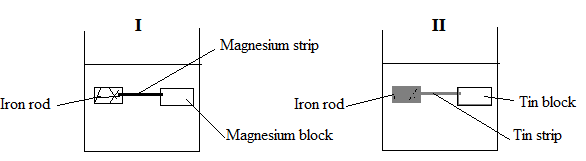 I
II
Magnesium strip
Iron rod
Magnesium block
Iron rod
Tin block
Tin strip